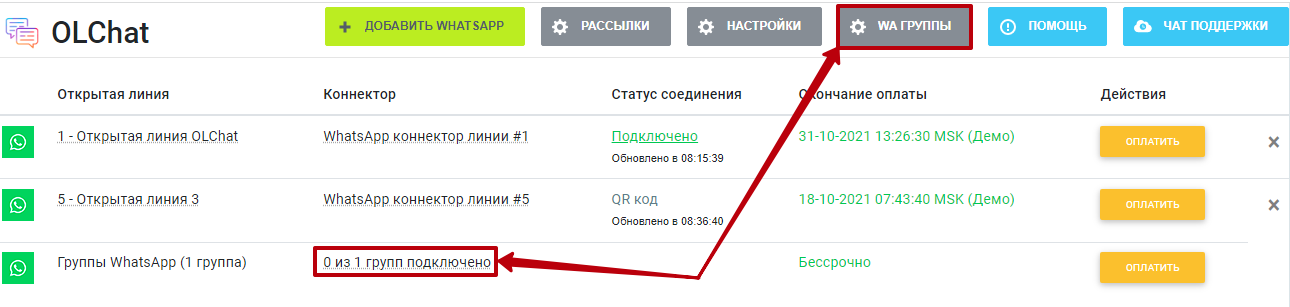 OLChat
ДОБАВИТЬ WHATSAPP
РАССЫЛКИ
НАСТРОЙКИ
WA ГРУППЫ
ПОМОЩЬ
ЧАТ ПОДДЕРЖКИ
Открытая линия Коннектор Статус соединения Окончание оплаты Действия
1 - Открытая линия OLChat WhatsApp коннектор линии #1 Подключено 31-10-2021 13:26:30 MSK (Демо) ОПЛАТИТЬ
Обновлено в 08:15:39
5 - Открытая линия 3 WhatsApp коннектор линии #5 QR код 18-10-2021 07:43:40 MSK (Демо) ОПЛАТИТЬ
Обновлено в 08:36:40
Группы WhatsApp (1 группа) 0 из 1 групп подключено Бессрочно ОПЛАТИТЬ